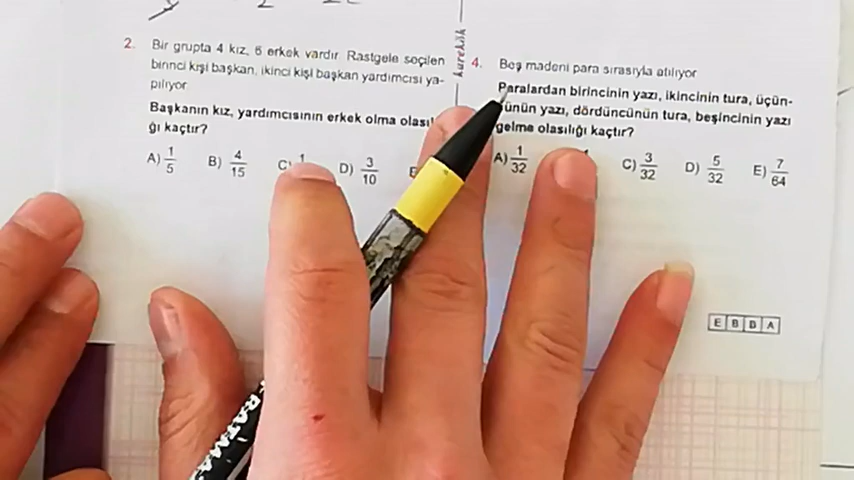 2. Bir grupta 4 kız, 6 erkek vardır. Rastgele seçilen
birinci kişi başkan, ikinci kişi başkan yardımcısı ya-
pılıyor.
Başkanın kız, yardımcısının erkek olma
ğı kaçtır?
A) 1/5 B) 4/15 C) D) 3/10
karekök
4. Beş madeni para sırasıyla atılıyor.
Paralardan birincinin yazı, ikincinin tura, üçün-
cünün yazı, dördüncünün tura, beşincinin yazı
gelme olasılığı kaçtır?
A) 1/32 C) 3/32 D) 5/32 E) 7/64
E B B A